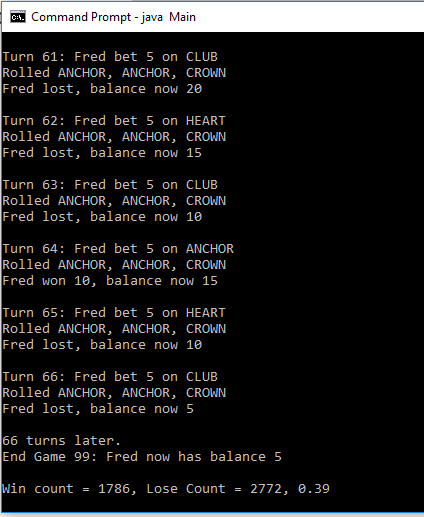 Command Prompt - java Main
Turn 61: Fred bet 5 on CLUB
Rolled ANCHOR, ANCHOR, CROWN
Fred lost, balance now 20
Turn 62: Fred bet 5 on HEART
Rolled ANCHOR, ANCHOR, CROWN
Fred lost, balance now 15
Turn 63: Fred bet 5 on CLUB
Rolled ANCHOR, ANCHOR, CROWN
Fred lost, balance now 10
Turn 64: Fred bet 5 on ANCHOR
Rolled ANCHOR, ANCHOR, CROWN
Fred won 10, balance now 15
Turn 65: Fred bet 5 on HEART
Rolled ANCHOR, ANCHOR, CROWN
Fred lost, balance now 10
Turn 66: Fred bet 5 on CLUB
Rolled ANCHOR, ANCHOR, CROWN
Fred lost, balance now 5
66 turns later.
End Game 99: Fred now has balance 5
Win count = 1786, Lose Count = 2772, 0.39